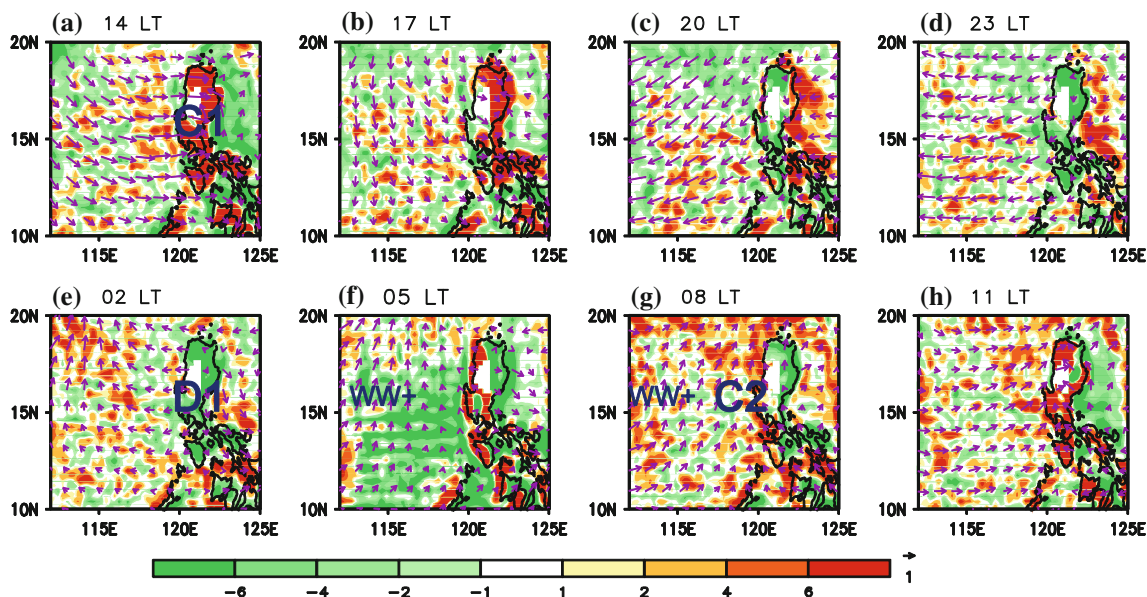 (a) 14 LT (b) 17 LT (c) 20 LT (d) 23 LT
20N 20N 20N 20N
C1
15N 15N 15N 15N
10N 10N 10N 10N
115E 120E 125E 115E 120E 125E 115E 120E 125E 115E 120E 125E
(e) 02 LT (f) 05 LT (g) 08 LT (h) 11 LT
20N 20N 20N 20N
D1 WW+ WW+ C2
15N 15N 15N 15N
10N 10N 10N 10N
115E 120E 125E 115E 120E 125E 115E 120E 125E 115E 120E 125E
-6 -4 -2 -1 1 2 4 6 1